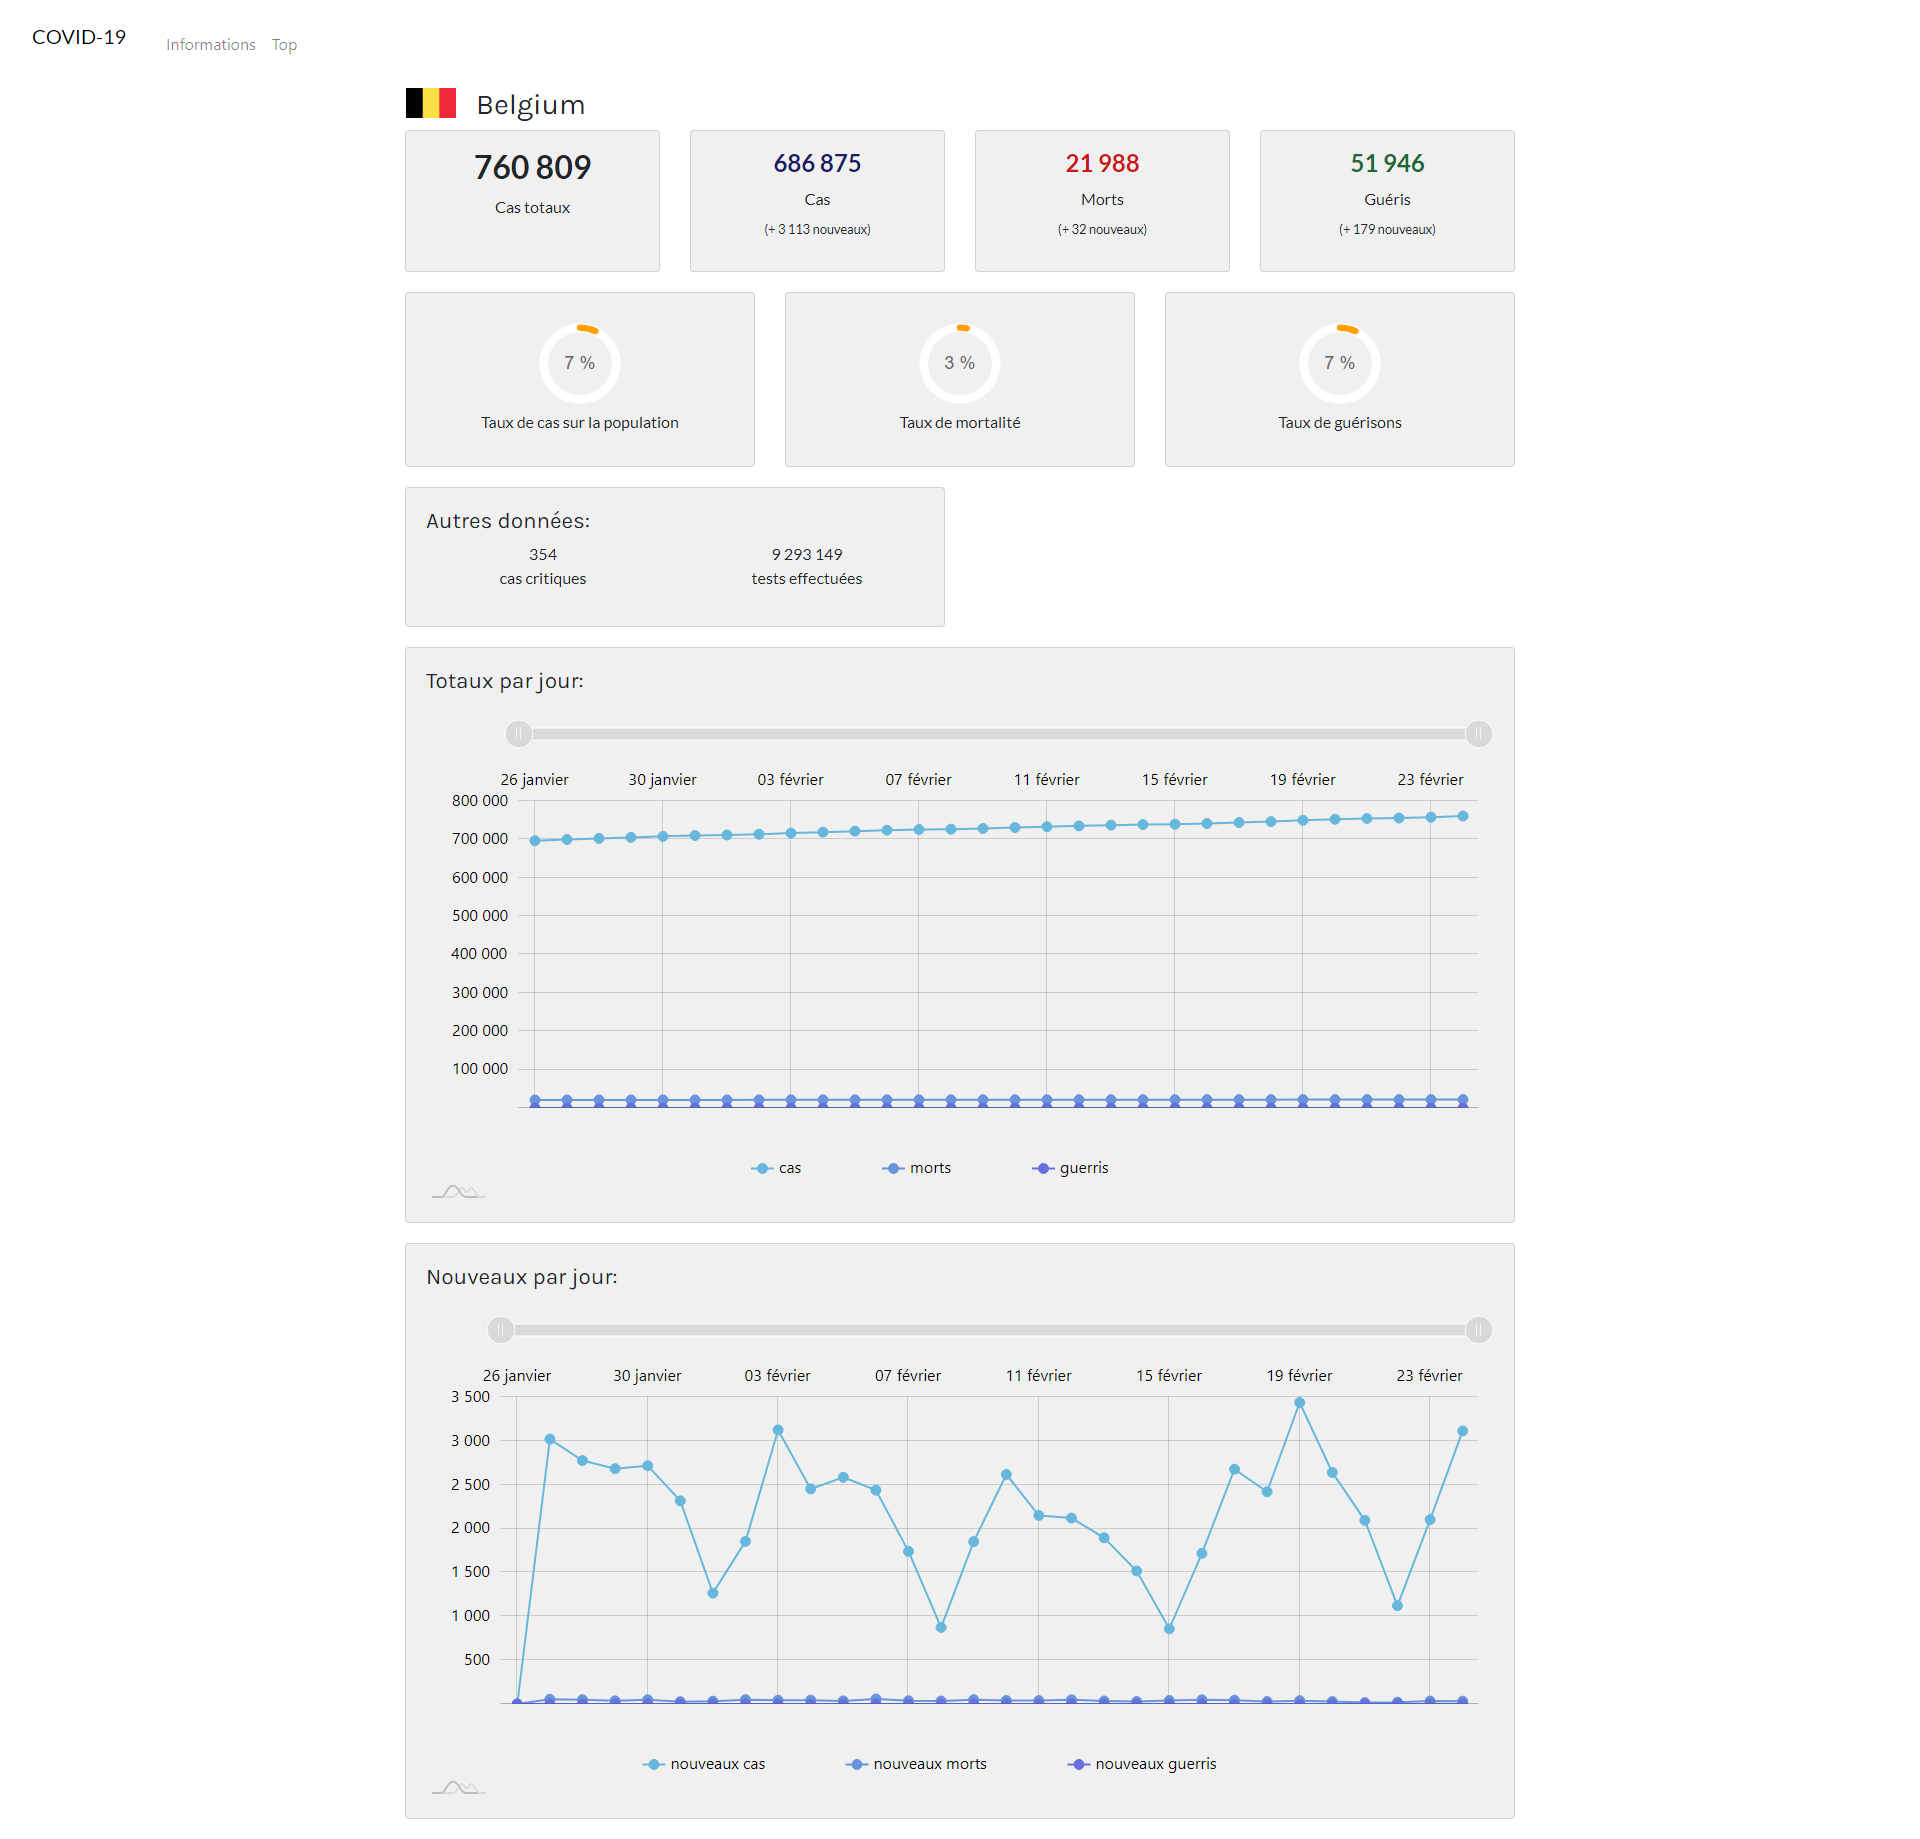 COVID-19
Informations Top
Belgium
760 809
Cas totaux
686 875
Cas
(+ 3 113 nouveaux)
21 988
Morts
(+ 32 nouveaux)
51 946
Guéris
(+ 179 nouveaux)
7 %
Taux de cas sur la population
3 %
Taux de mortalité
7 %
Taux de guérisons
Autres données:
354
cas critiques
9 293 149
tests effectuées
Totaux par jour:
26 janvier 30 janvier 03 février 07 février 11 février 15 février 19 février 23 février
800 000
700 000
600 000
500 000
400 000
300 000
200 000
100 000
cas morts guerris
Nouveaux par jour:
26 janvier 30 janvier 03 février 07 février 11 février 15 février 19 février 23 février
3 500
3 000
2 500
2 000
1 500
1 000
500
nouveaux cas nouveaux morts nouveaux guerris